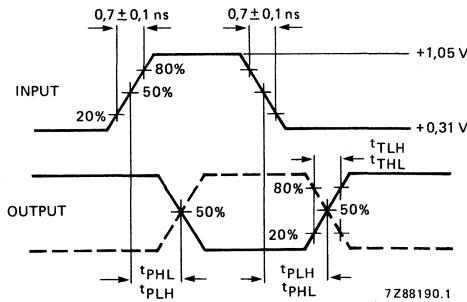 0,7 ± 0,1 ns 0,7 ± 0,1 ns
+1,05 V
80%
INPUT
50%
20%
+0,31 V
tTLH
tTHL
80%
OUTPUT
50%
50%
20%
tPHL
tPLH
tPLH
tPHL
7Z88190.1